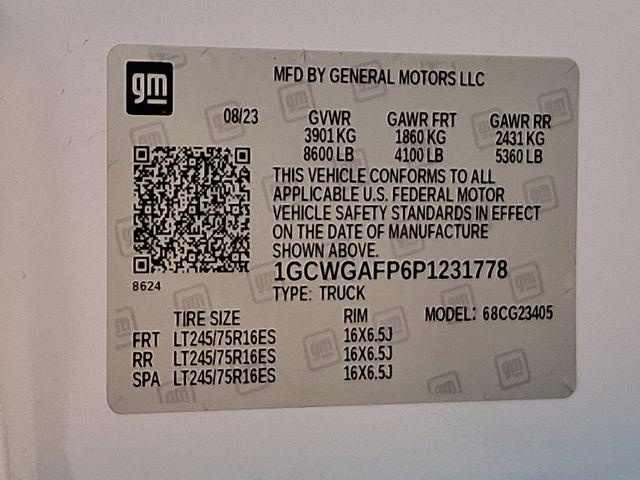 gm
MFD BY GENERAL MOTORS LLC
08/23 GVWR GAWR FRT GAWR RR
3901 KG 1860 KG 2431 KG
8600 LB 4100 LB 5360 LB
THIS VEHICLE CONFORMS TO ALL
APPLICABLE U.S. FEDERAL MOTOR
VEHICLE SAFETY STANDARDS IN EFFECT
ON THE DATE OF MANUFACTURE
SHOWN ABOVE.
1GCWGAFP6P1231778
8624
TYPE: TRUCK
TIRE SIZE RIM MODEL: 68CG23405
FRT LT245/75R16ES 16X6.5J
RR LT245/75R16ES 16X6.5J
SPA LT245/75R16ES 16X6.5J